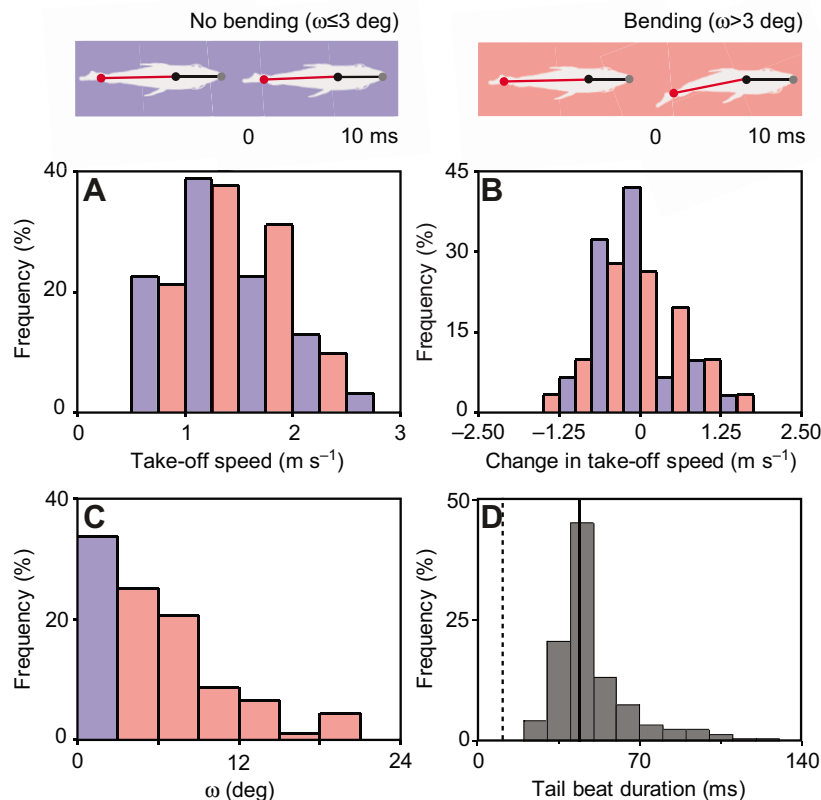 No bending (ω≤3 deg)
Bending (ω>3 deg)
0 10 ms
0 10 ms
A
Frequency (%)
40
20
0
0 1 2 3
Take-off speed (m s⁻¹)
B
Frequency (%)
45
30
15
0
–2.50 –1.25 0 1.25 2.50
Change in take-off speed (m s⁻¹)
C
Frequency (%)
40
20
0
0 12 24
ω (deg)
D
Frequency (%)
50
25
0
0 70 140
Tail beat duration (ms)